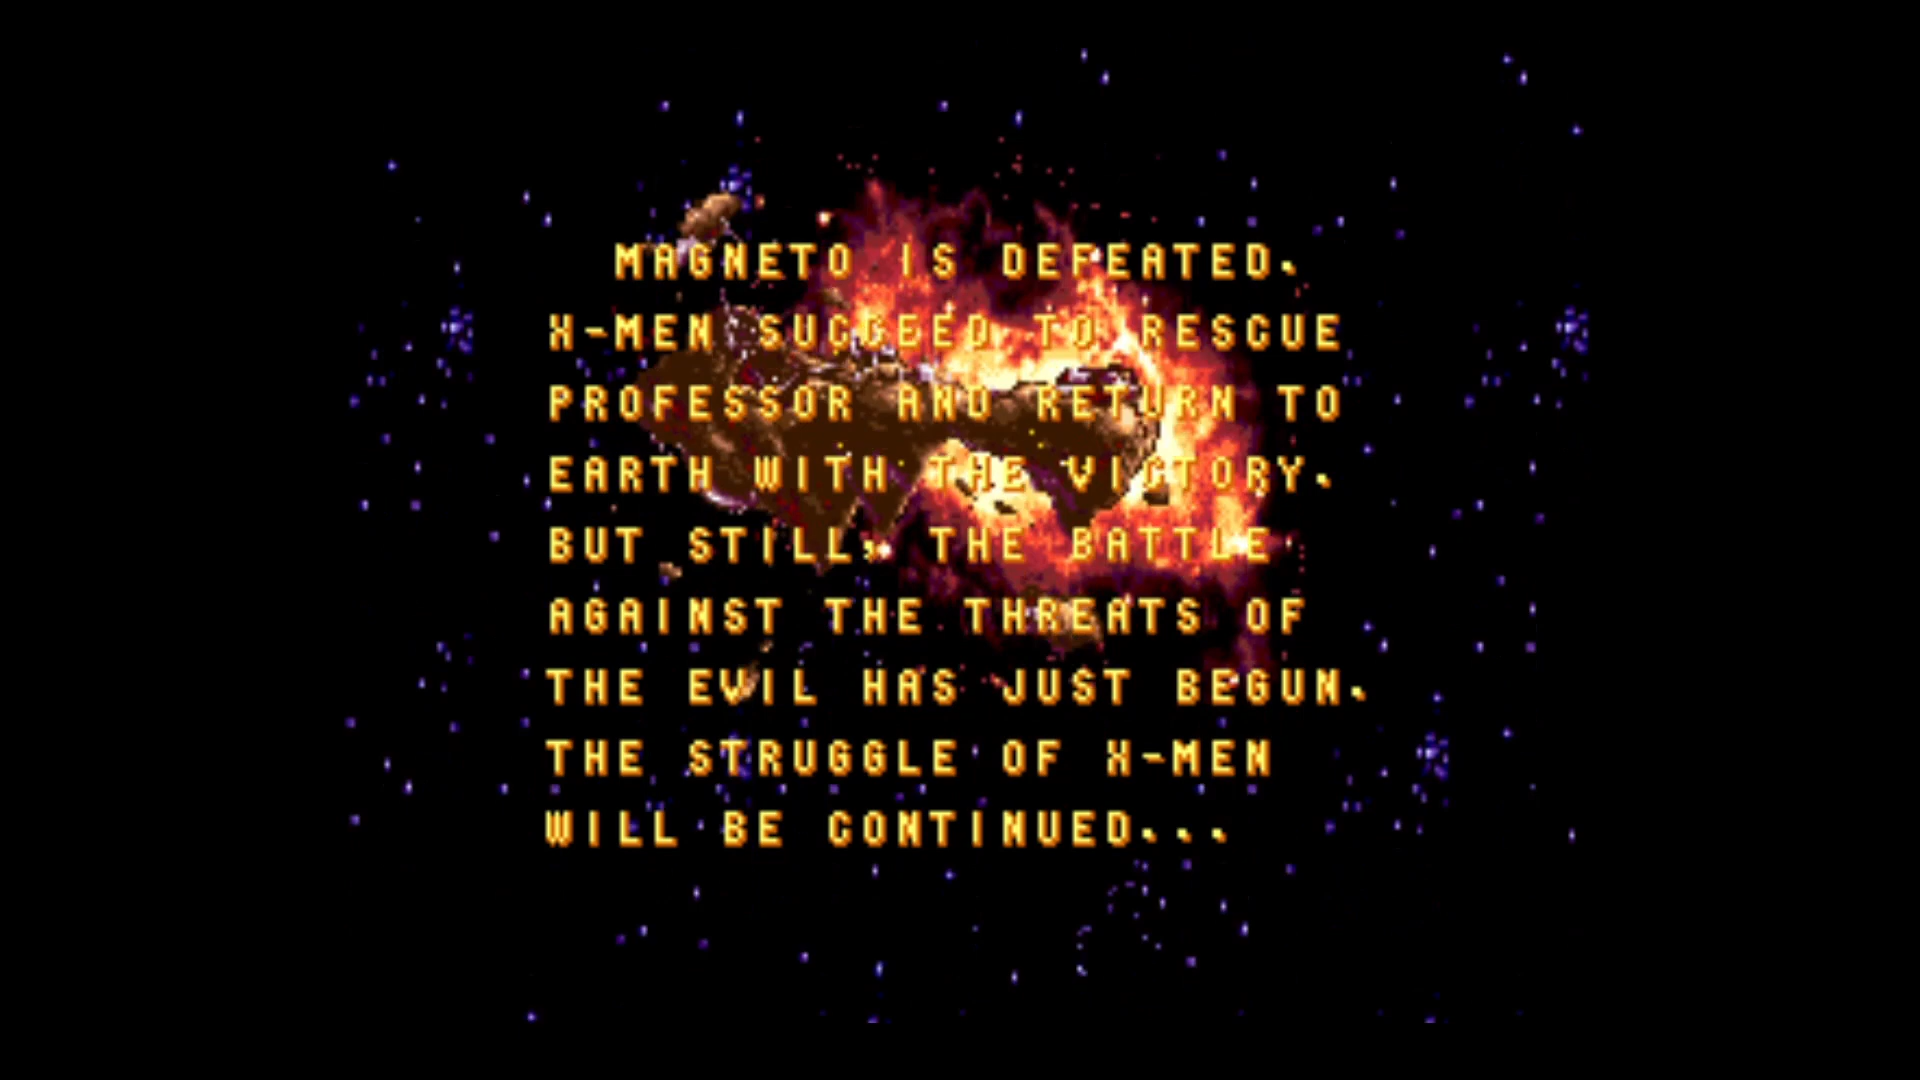 MAGNETO IS DEFEATED.
X-MEN SUCCEED TO RESCUE
PROFESSOR AND RETURN TO
EARTH WITH THE VICTORY.
BUT STILL, THE BATTLE
AGAINST THE THREATS OF
THE EVIL HAS JUST BEGUN.
THE STRUGGLE OF X-MEN
WILL BE CONTINUED...